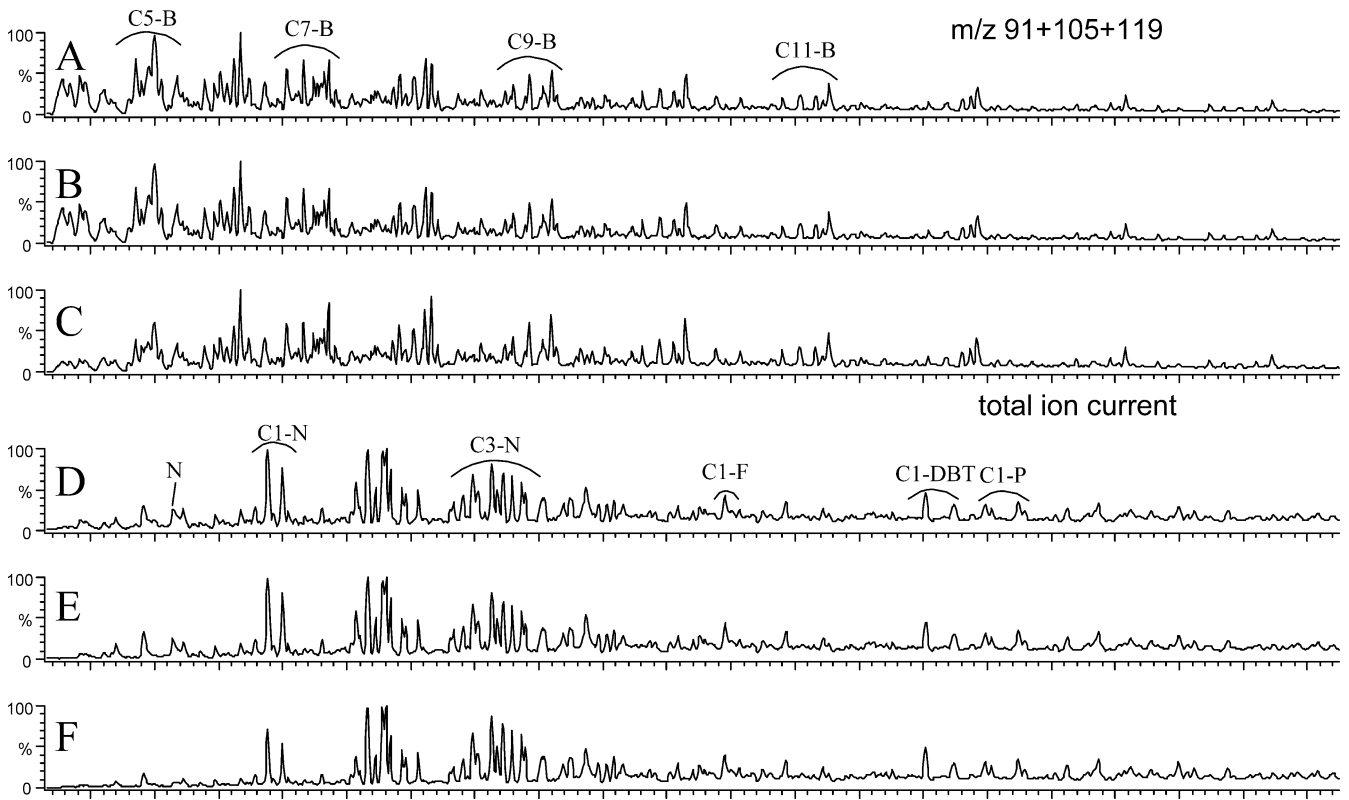 C5-B
C7-B
C9-B
C11-B
m/z 91+105+119
100
%
0
A
100
%
0
B
100
%
0
C
total ion current
N
C1-N
C3-N
C1-F
C1-DBT
C1-P
100
%
0
D
100
%
0
E
100
%
0
F